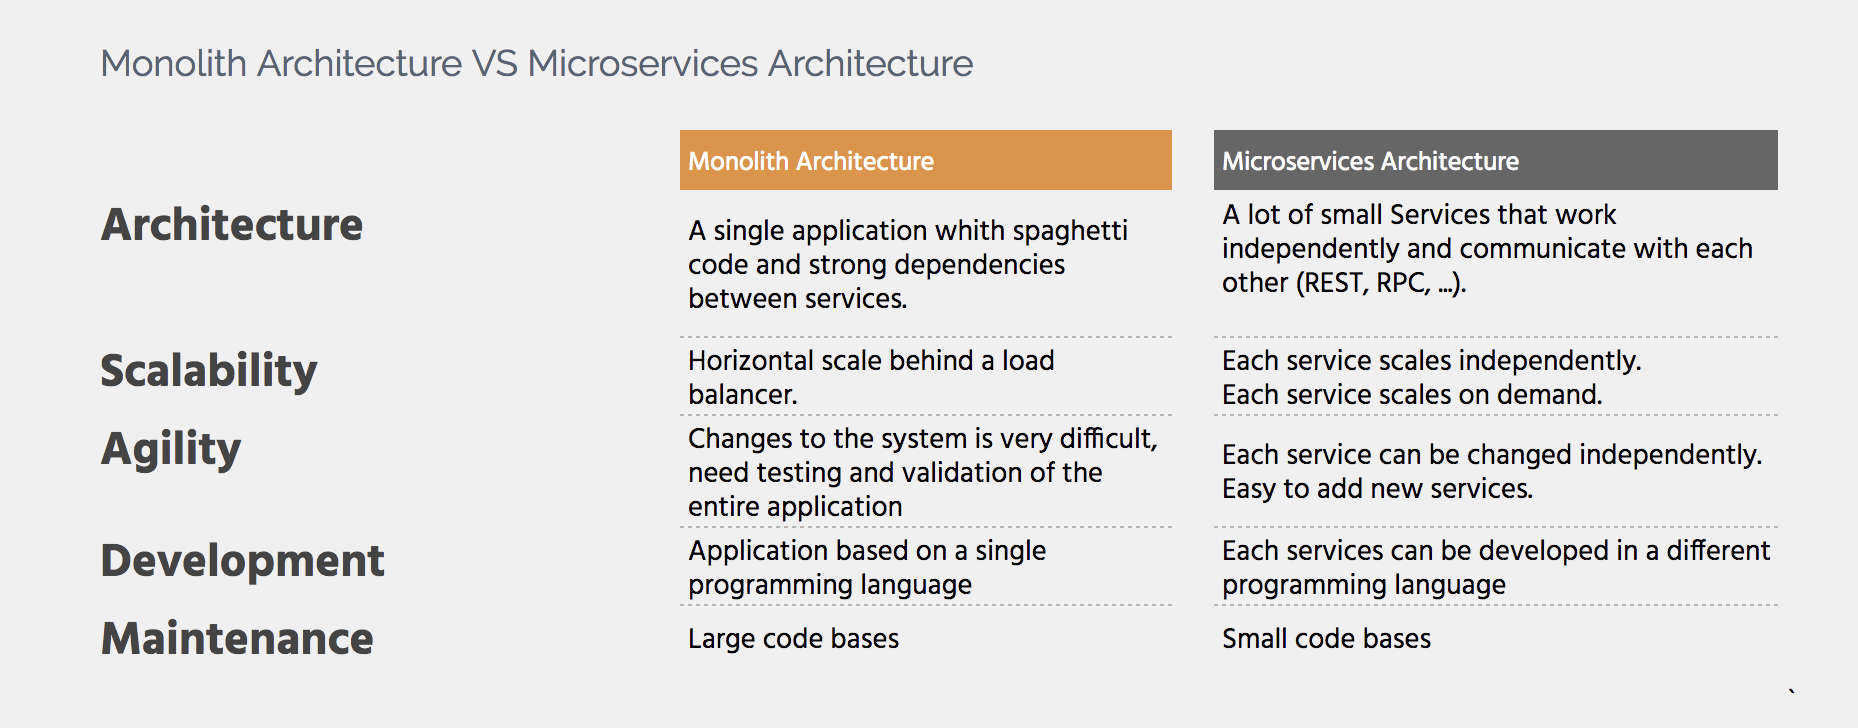 Monolith Architecture VS Microservices Architecture
Monolith Architecture
Microservices Architecture
Architecture
A single application whith spaghetti
code and strong dependencies
between services.
A lot of small Services that work
independently and communicate with each
other (REST, RPC, ...).
Scalability
Horizontal scale behind a load
balancer.
Each service scales independently.
Each service scales on demand.
Agility
Changes to the system is very difficult,
need testing and validation of the
entire application
Each service can be changed independently.
Easy to add new services.
Development
Application based on a single
programming language
Each services can be developed in a different
programming language
Maintenance
Large code bases
Small code bases
`